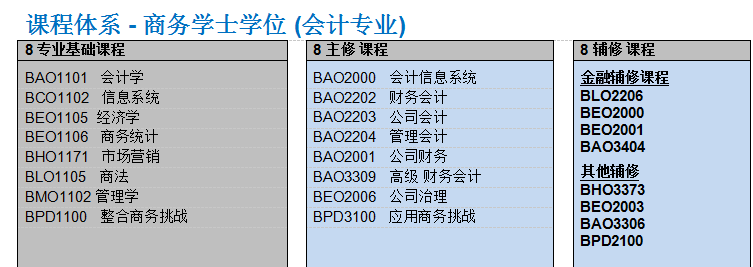 课程体系 - 商务学士学位 (会计专业)
8 专业基础课程
BAO1101 会计学
BCO1102 信息系统
BEO1105 经济学
BEO1106 商务统计
BHO1171 市场营销
BLO1105 商法
BMO1102 管理学
BPD1100 整合商务挑战
8 主修 课程
BAO2000 会计信息系统
BAO2202 财务会计
BAO2203 公司会计
BAO2204 管理会计
BAO2001 公司财务
BAO3309 高级 财务会计
BEO2006 公司治理
BPD3100 应用商务挑战
8 辅修 课程
金融辅修课程
BLO2206
BEO2000
BEO2001
BAO3404
其他辅修
BHO3373
BEO2003
BAO3306
BPD2100